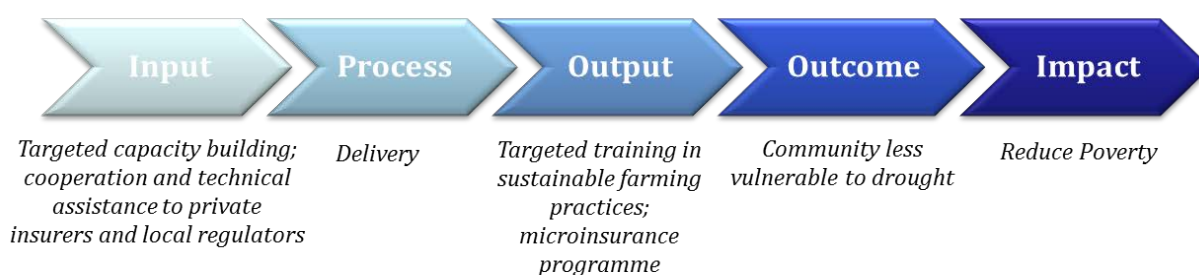 Input
Process
Output
Outcome
Impact
Targeted capacity building;
cooperation and technical
assistance to private
insurers and local regulators
Delivery
Targeted training in
sustainable farming
practices;
microinsurance
programme
Community less
vulnerable to drought
Reduce Poverty